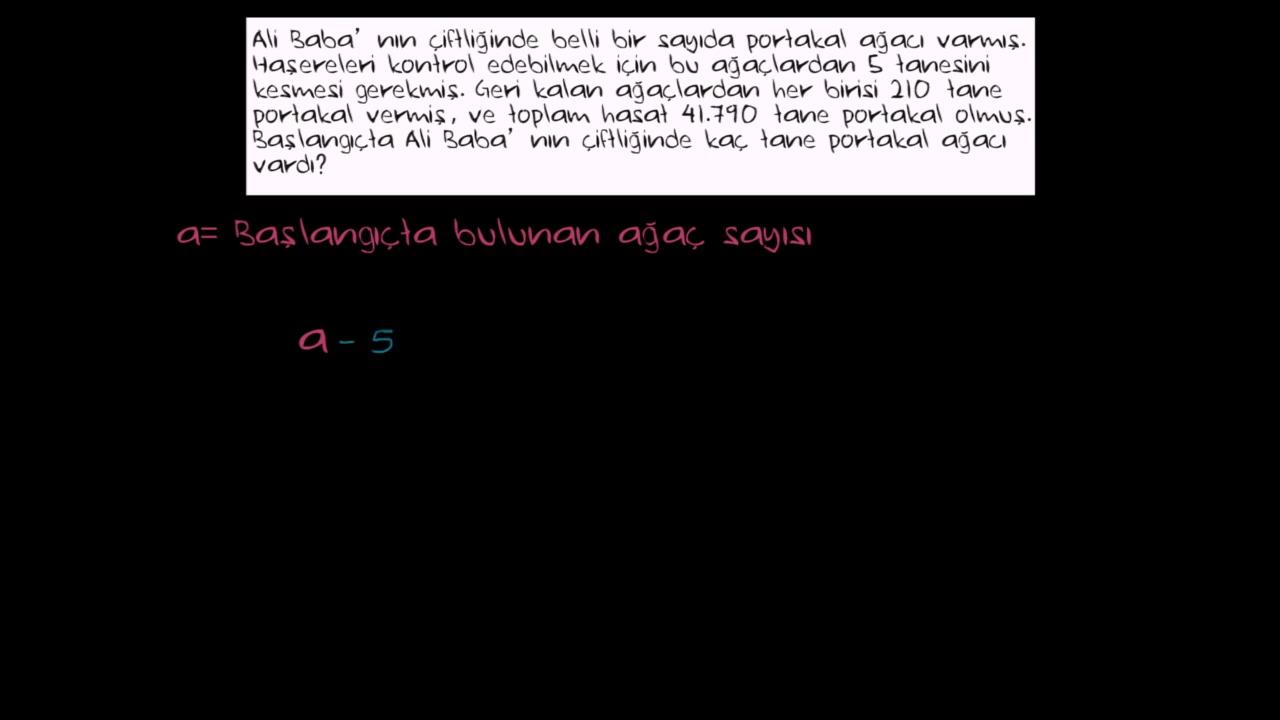 Ali Baba' nın çiftliğinde belli bir sayıda portakal ağacı varmış.
Haşereleri kontrol edebilmek için bu ağaçlardan 5 tanesini
kesmesi gerekmiş. Geri kalan ağaçlardan her birisi 210 tane
portakal vermiş, ve toplam hasat 41.790 tane portakal olmuş.
Başlangıçta Ali Baba' nın çiftliğinde kaç tane portakal ağacı
vardı?
a= Başlangıçta bulunan ağaç sayısı
a - 5